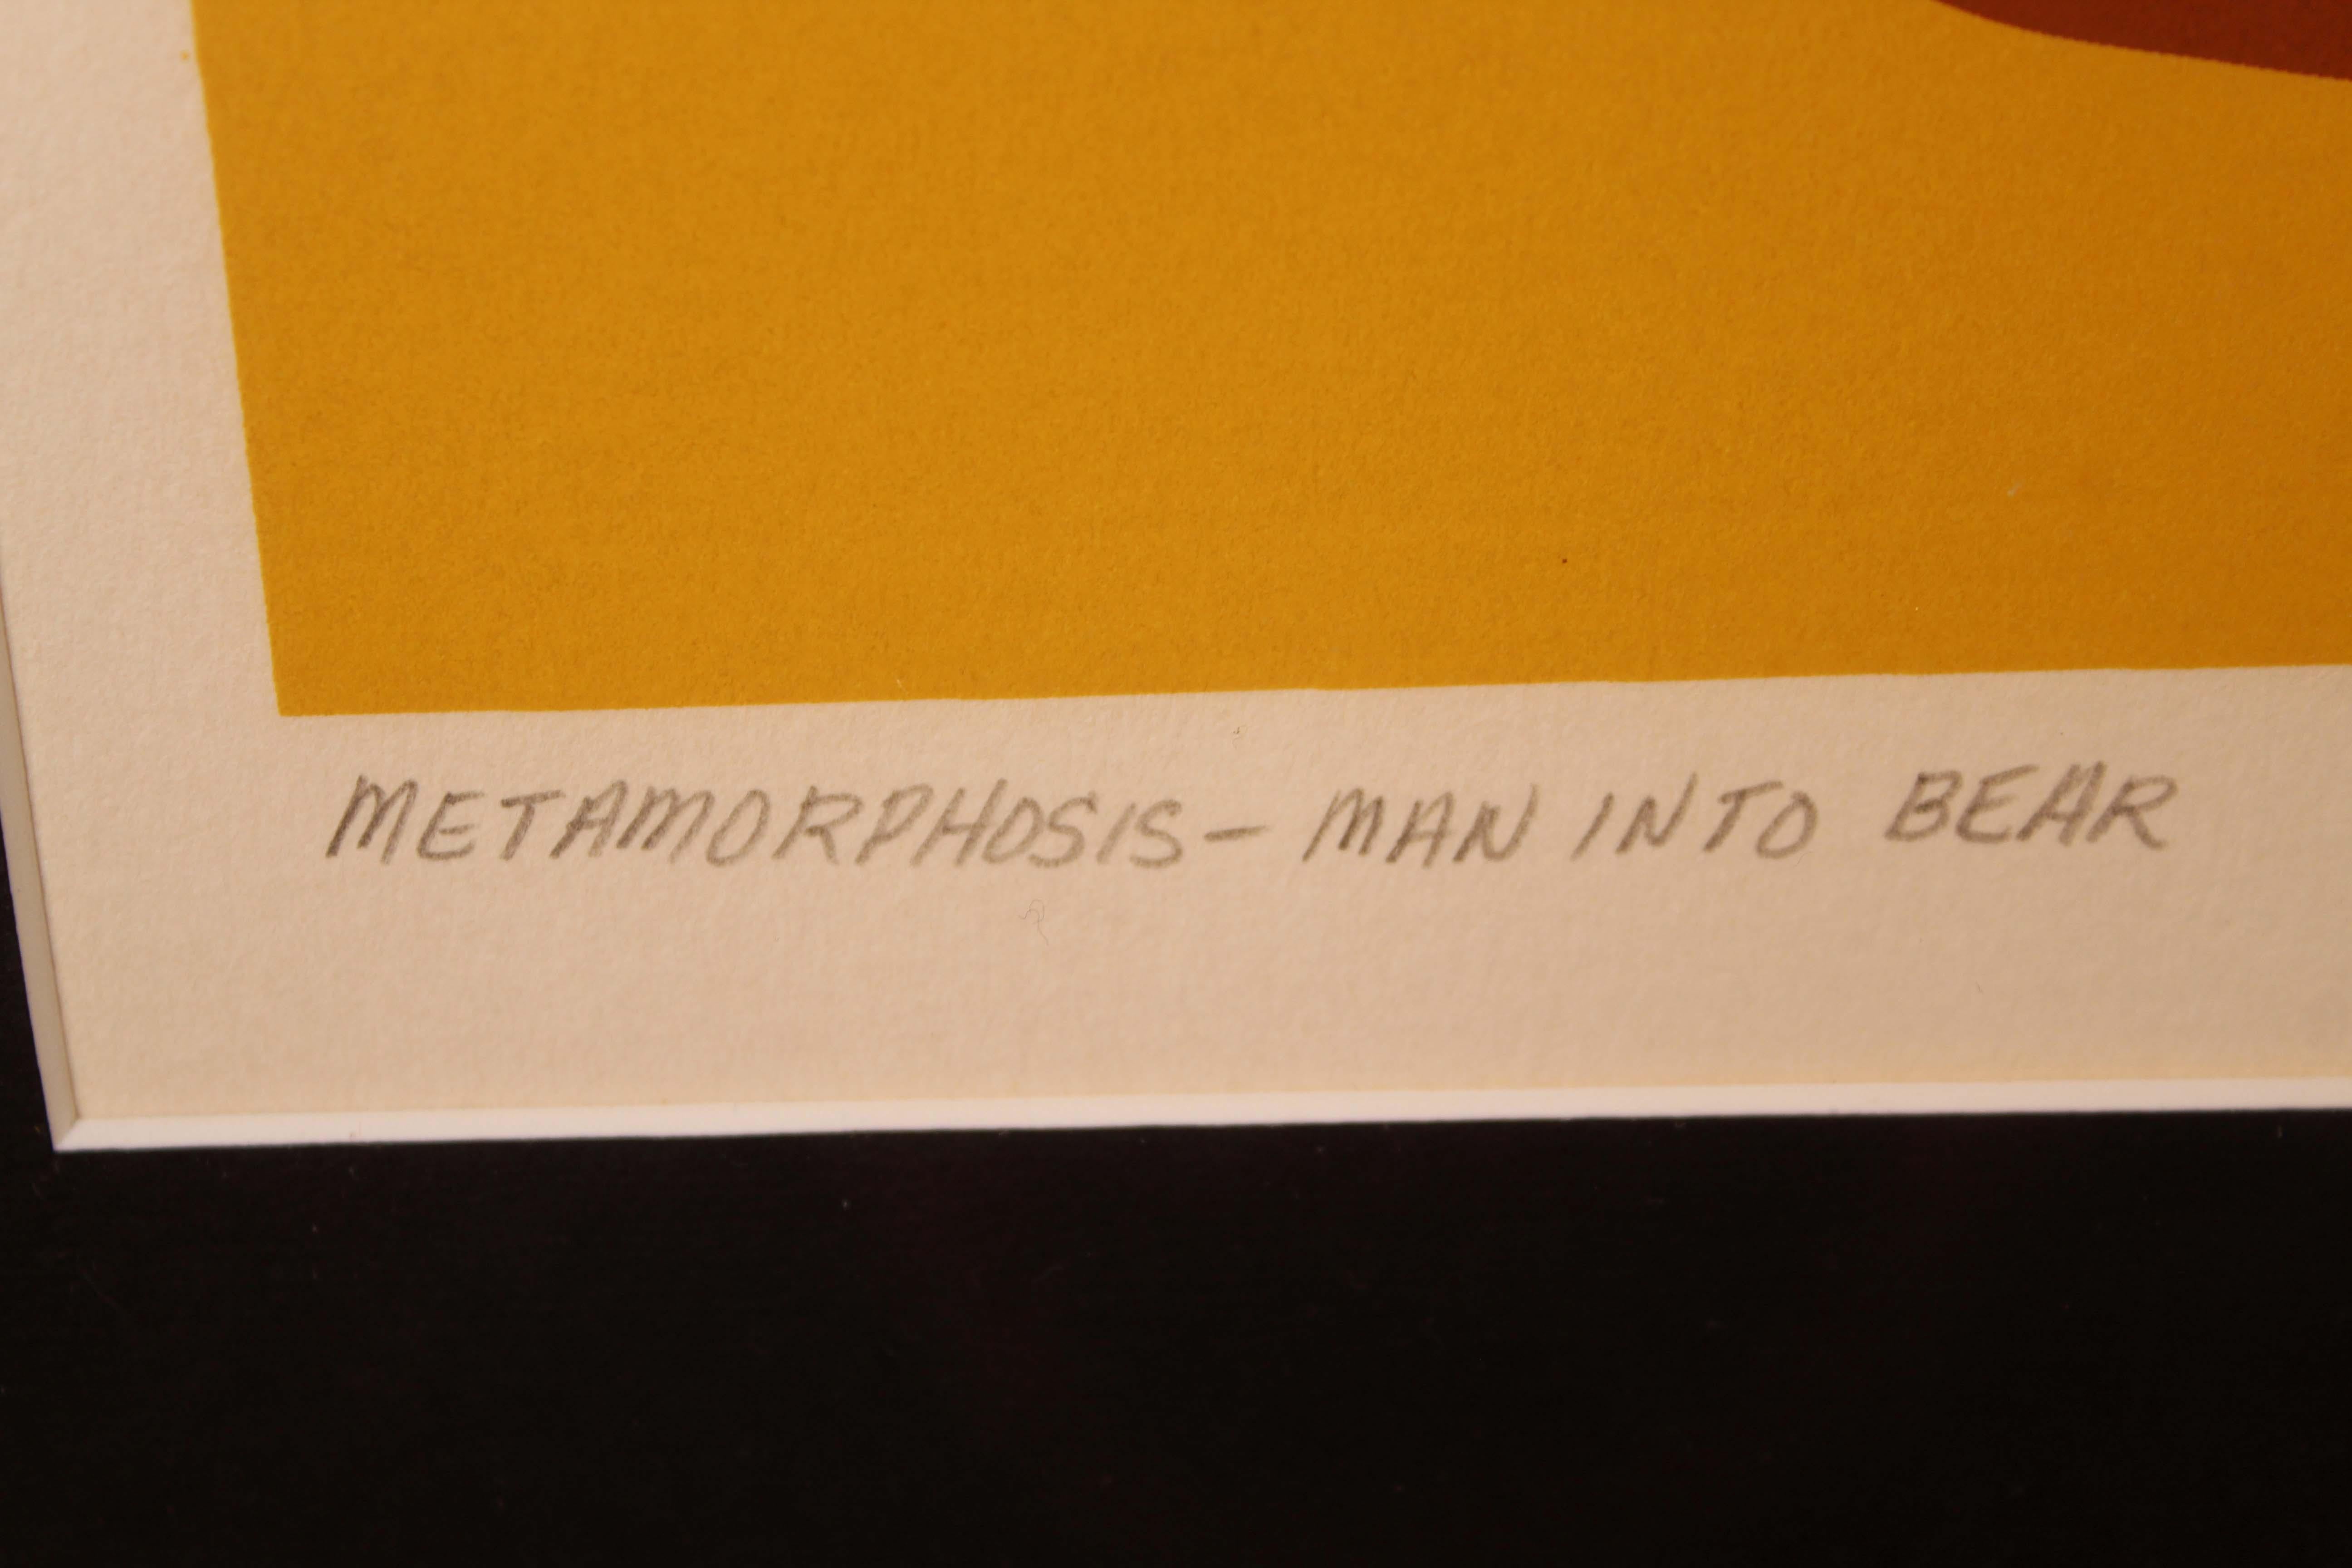 METAMORPHOSIS- MAN INTO BEAR